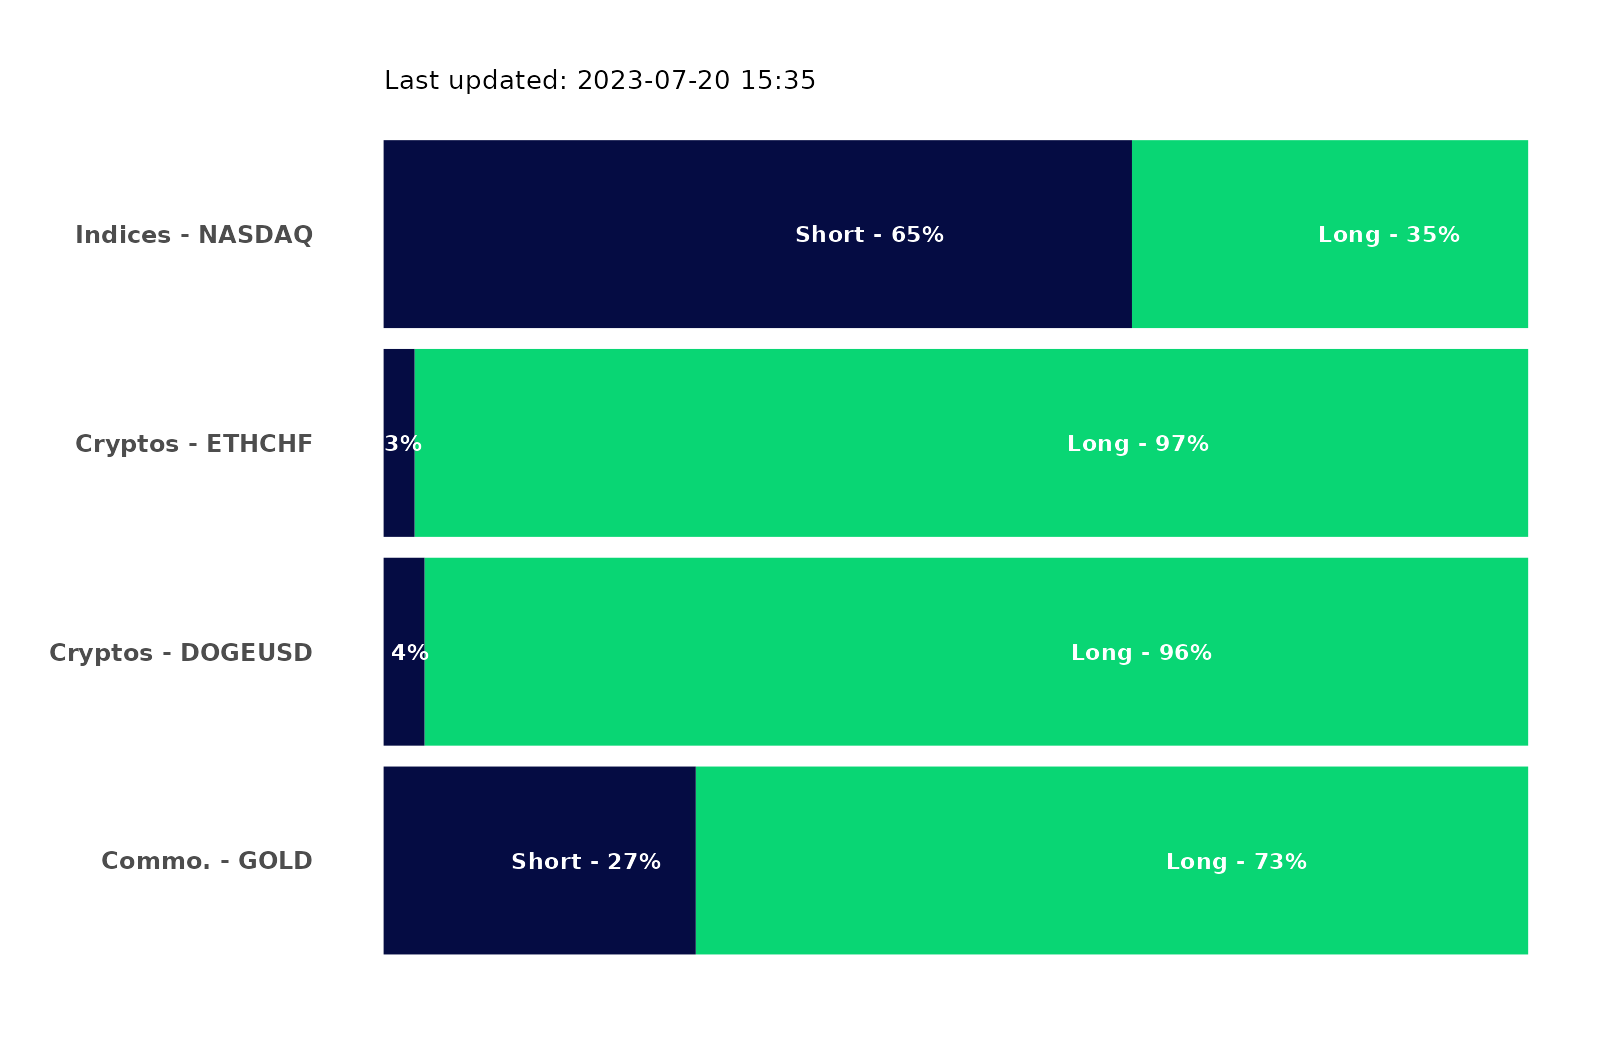 Last updated: 2023-07-20 15:35
Indices - NASDAQ Short - 65% Long - 35%
Cryptos - ETHCHF 3% Long - 97%
Cryptos - DOGEUSD 4% Long - 96%
Commo. - GOLD Short - 27% Long - 73%